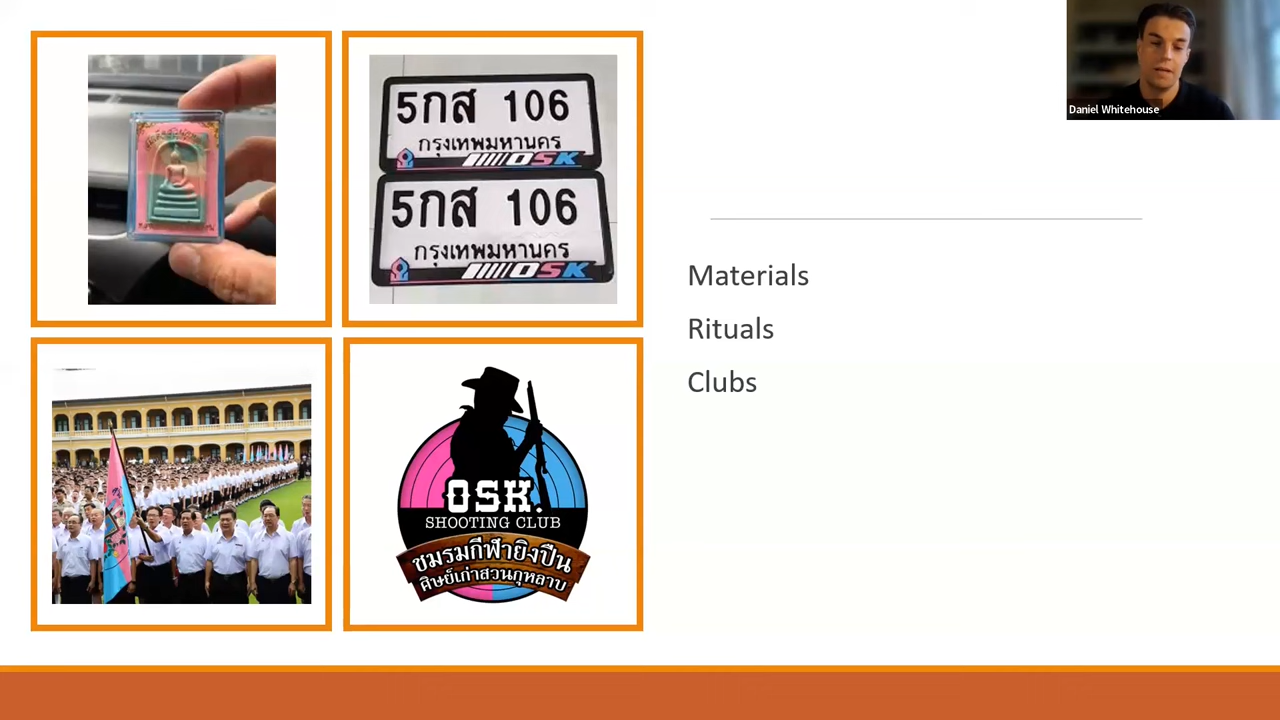 5กส 106
กรุงเทพมหานคร
OSK
5กส 106
กรุงเทพมหานคร
OSK
OSK.
SHOOTING CLUB
ชมรมกีฬายิงปืน
ศิษย์เก่าสวนกุหลาบ
Materials
Rituals
Clubs
Daniel Whitehouse